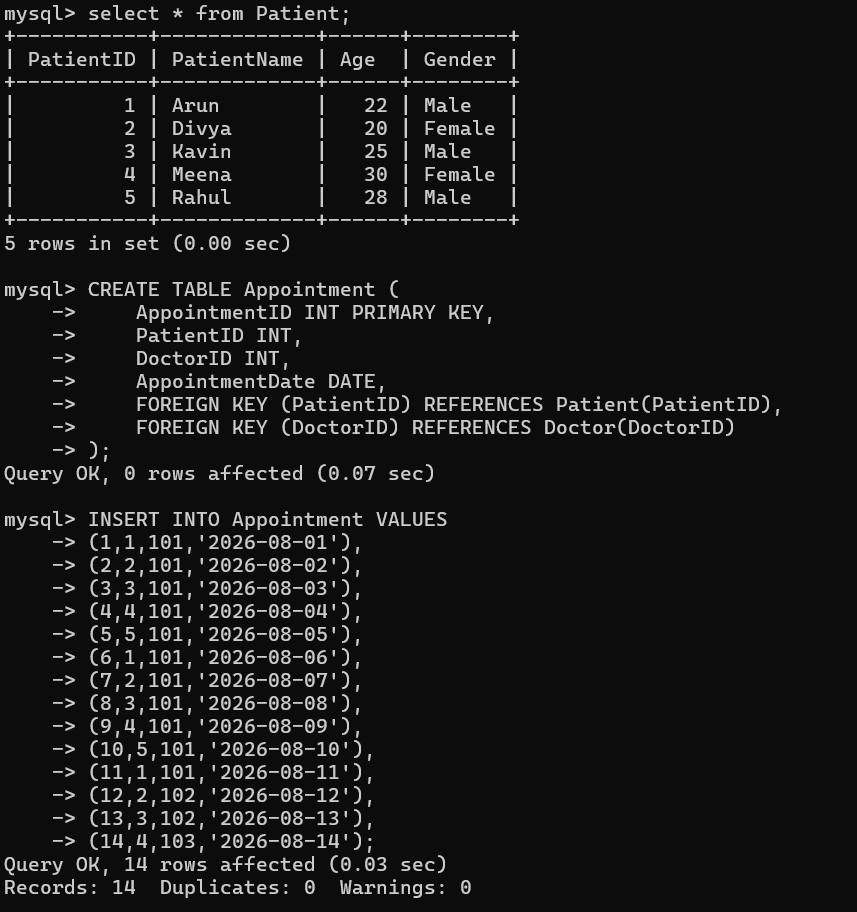 mysql> select * from Patient;
+-----------+-------------+------+--------+
| PatientID | PatientName | Age  | Gender |
+-----------+-------------+------+--------+
|         1 | Arun        |   22 | Male   |
|         2 | Divya       |   20 | Female |
|         3 | Kavin       |   25 | Male   |
|         4 | Meena       |   30 | Female |
|         5 | Rahul       |   28 | Male   |
+-----------+-------------+------+--------+
5 rows in set (0.00 sec)

mysql> CREATE TABLE Appointment (
    ->     AppointmentID INT PRIMARY KEY,
    ->     PatientID INT,
    ->     DoctorID INT,
    ->     AppointmentDate DATE,
    ->     FOREIGN KEY (PatientID) REFERENCES Patient(PatientID),
    ->     FOREIGN KEY (DoctorID) REFERENCES Doctor(DoctorID)
    -> );
Query OK, 0 rows affected (0.07 sec)

mysql> INSERT INTO Appointment VALUES
    -> (1,1,101,'2026-08-01'),
    -> (2,2,101,'2026-08-02'),
    -> (3,3,101,'2026-08-03'),
    -> (4,4,101,'2026-08-04'),
    -> (5,5,101,'2026-08-05'),
    -> (6,1,101,'2026-08-06'),
    -> (7,2,101,'2026-08-07'),
    -> (8,3,101,'2026-08-08'),
    -> (9,4,101,'2026-08-09'),
    -> (10,5,101,'2026-08-10'),
    -> (11,1,101,'2026-08-11'),
    -> (12,2,102,'2026-08-12'),
    -> (13,3,102,'2026-08-13'),
    -> (14,4,103,'2026-08-14');
Query OK, 14 rows affected (0.03 sec)
Records: 14  Duplicates: 0  Warnings: 0